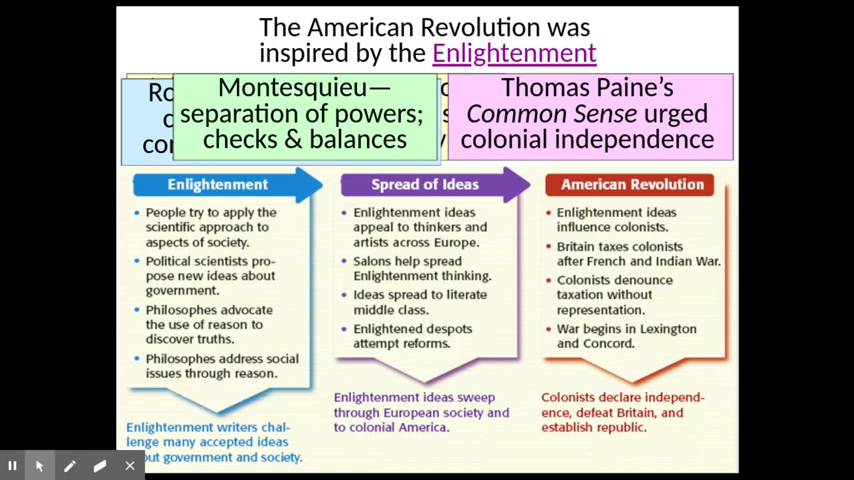 The American Revolution was
inspired by the Enlightenment
Montesquieu—
separation of powers;
checks & balances
Thomas Paine's
Common Sense urged
colonial independence
Enlightenment
• People try to apply the
scientific approach to
aspects of society.
• Political scientists pro-
pose new ideas about
government.
• Philosophes advocate
the use of reason to
discover truths.
• Philosophes address social
issues through reason.
Enlightenment writers chal-
lenge many accepted ideas
government and society.
Spread of Ideas
• Enlightenment ideas
appeal to thinkers and
artists across Europe.
• Salons help spread
Enlightenment thinking.
• Ideas spread to literate
middle class.
• Enlightened despots
attempt reforms.
Enlightenment ideas sweep
through European society and
to colonial America.
American Revolution
• Enlightenment ideas
influence colonists.
• Britain taxes colonists
after French and Indian War.
• Colonists denounce
taxation without
representation.
• War begins in Lexington
and Concord.
Colonists declare independ-
ence, defeat Britain, and
establish republic.